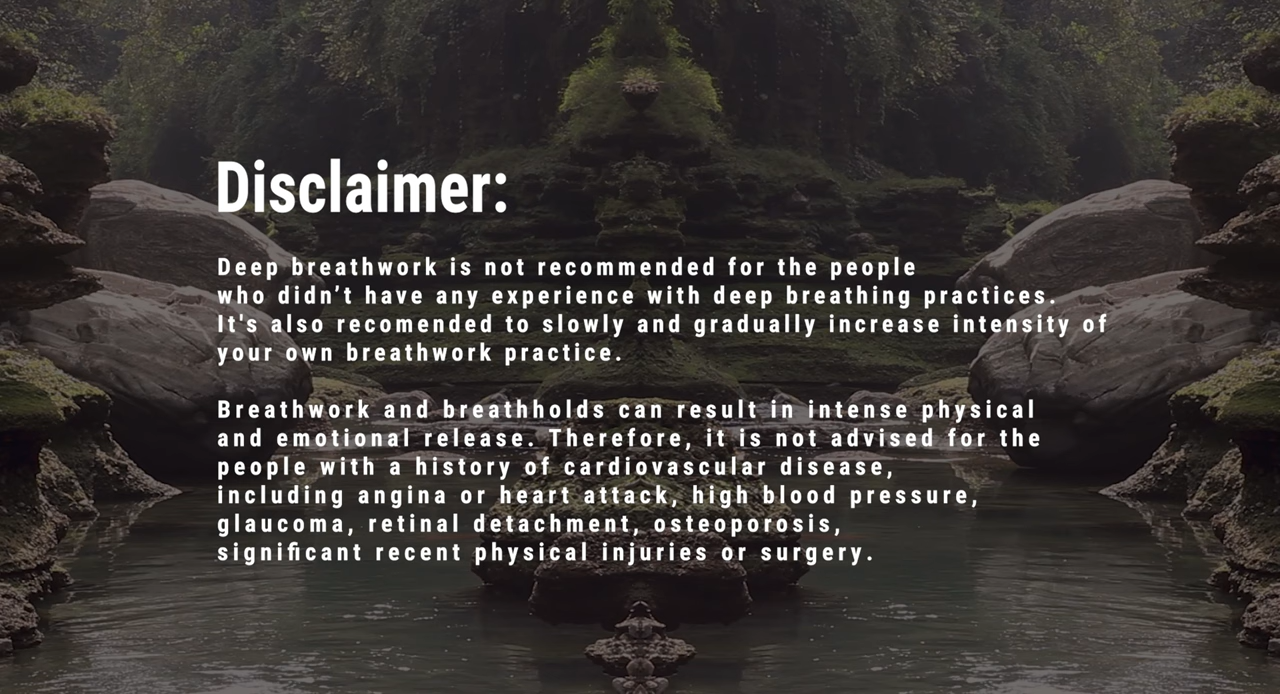 Disclaimer:
Deep breathwork is not recommended for the people
who didn’t have any experience with deep breathing practices.
It's also recomended to slowly and gradually increase intensity of
your own breathwork practice.
Breathwork and breathholds can result in intense physical
and emotional release. Therefore, it is not advised for the
people with a history of cardiovascular disease,
including angina or heart attack, high blood pressure,
glaucoma, retinal detachment, osteoporosis,
significant recent physical injuries or surgery.